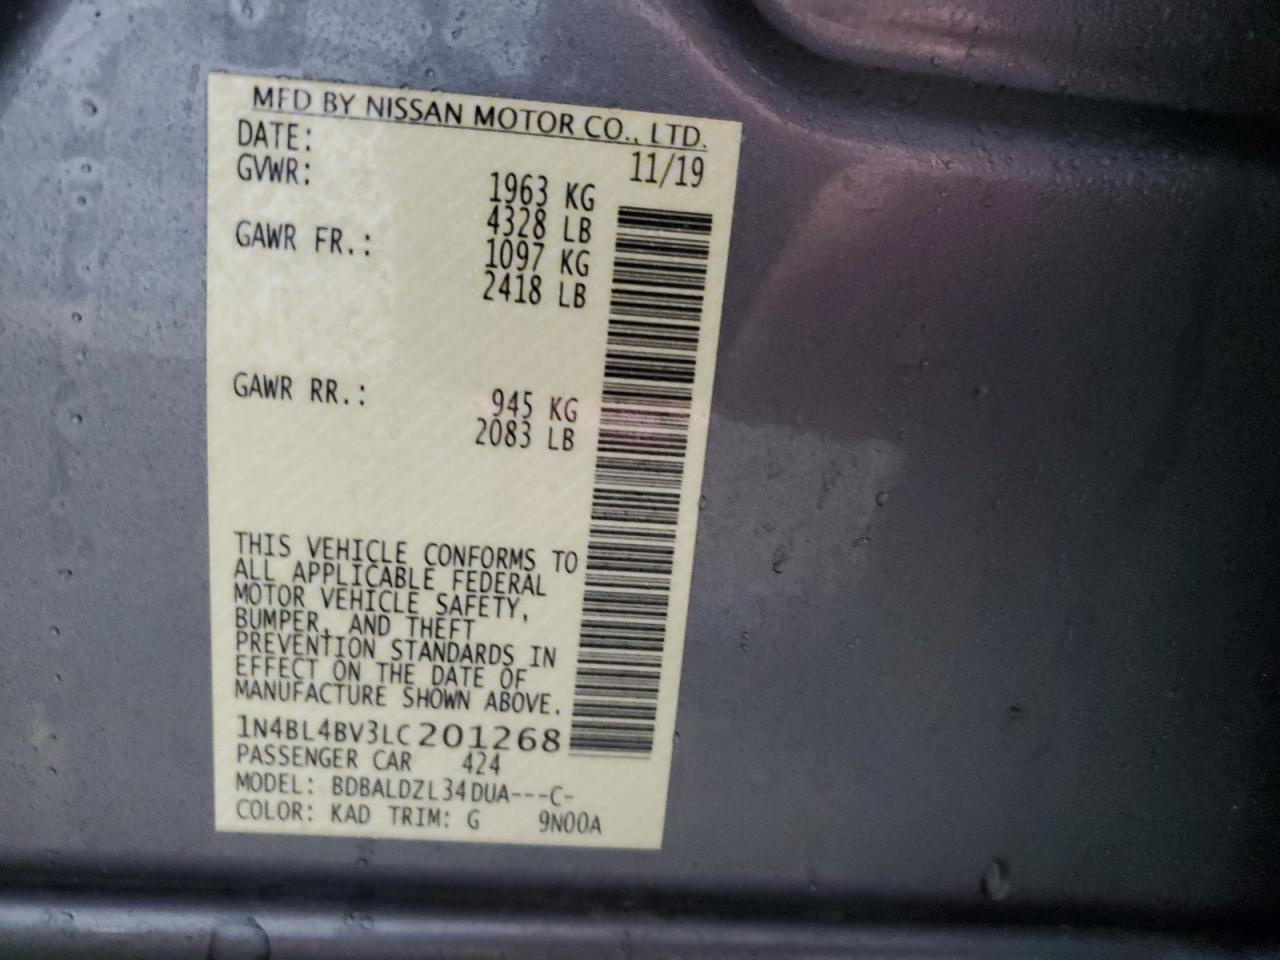 MFD BY NISSAN MOTOR CO., LTD.
DATE: 11/19
GVWR: 1963 KG
4328 LB
GAWR FR.: 1097 KG
2418 LB
GAWR RR.: 945 KG
2083 LB
THIS VEHICLE CONFORMS TO
ALL APPLICABLE FEDERAL
MOTOR VEHICLE SAFETY,
BUMPER, AND THEFT
PREVENTION STANDARDS IN
EFFECT ON THE DATE OF
MANUFACTURE SHOWN ABOVE.
1N4BL4BV3LC201268
PASSENGER CAR 424
MODEL: BDBALDZL34DUA---C-
COLOR: KAD TRIM: G 9N00A